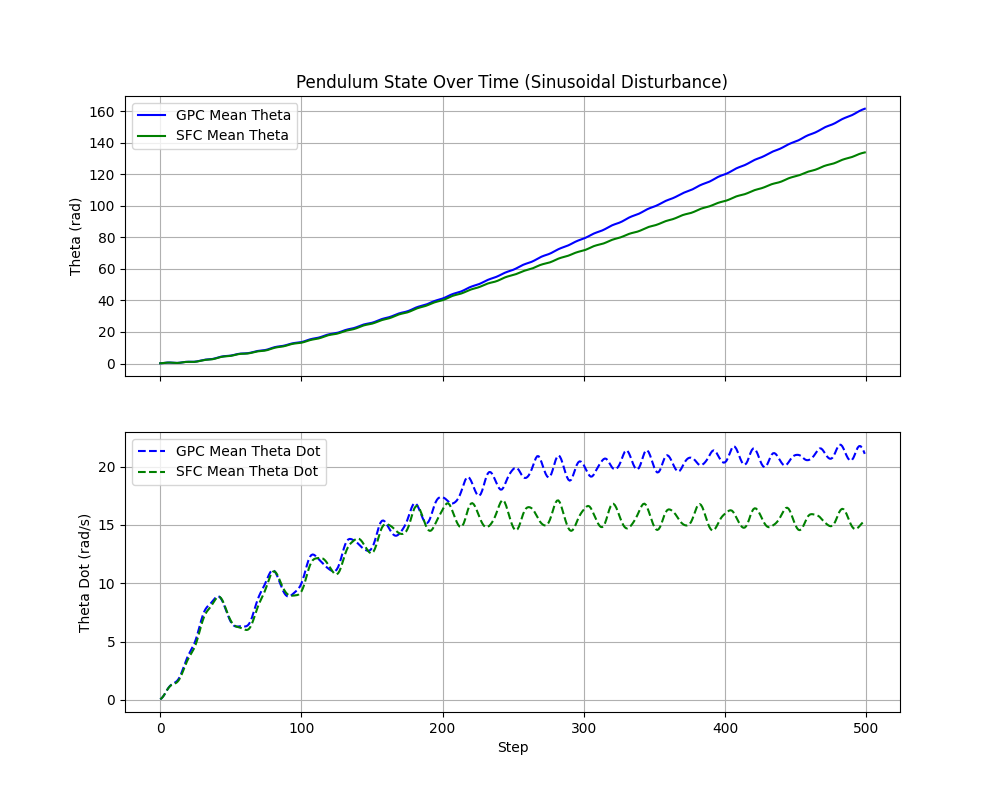 Pendulum State Over Time (Sinusoidal Disturbance)
GPC Mean Theta
SFC Mean Theta
Theta (rad)
160
140
120
100
80
60
40
20
0
GPC Mean Theta Dot
SFC Mean Theta Dot
Theta Dot (rad/s)
20
15
10
5
0
0 100 200 300 400 500
Step